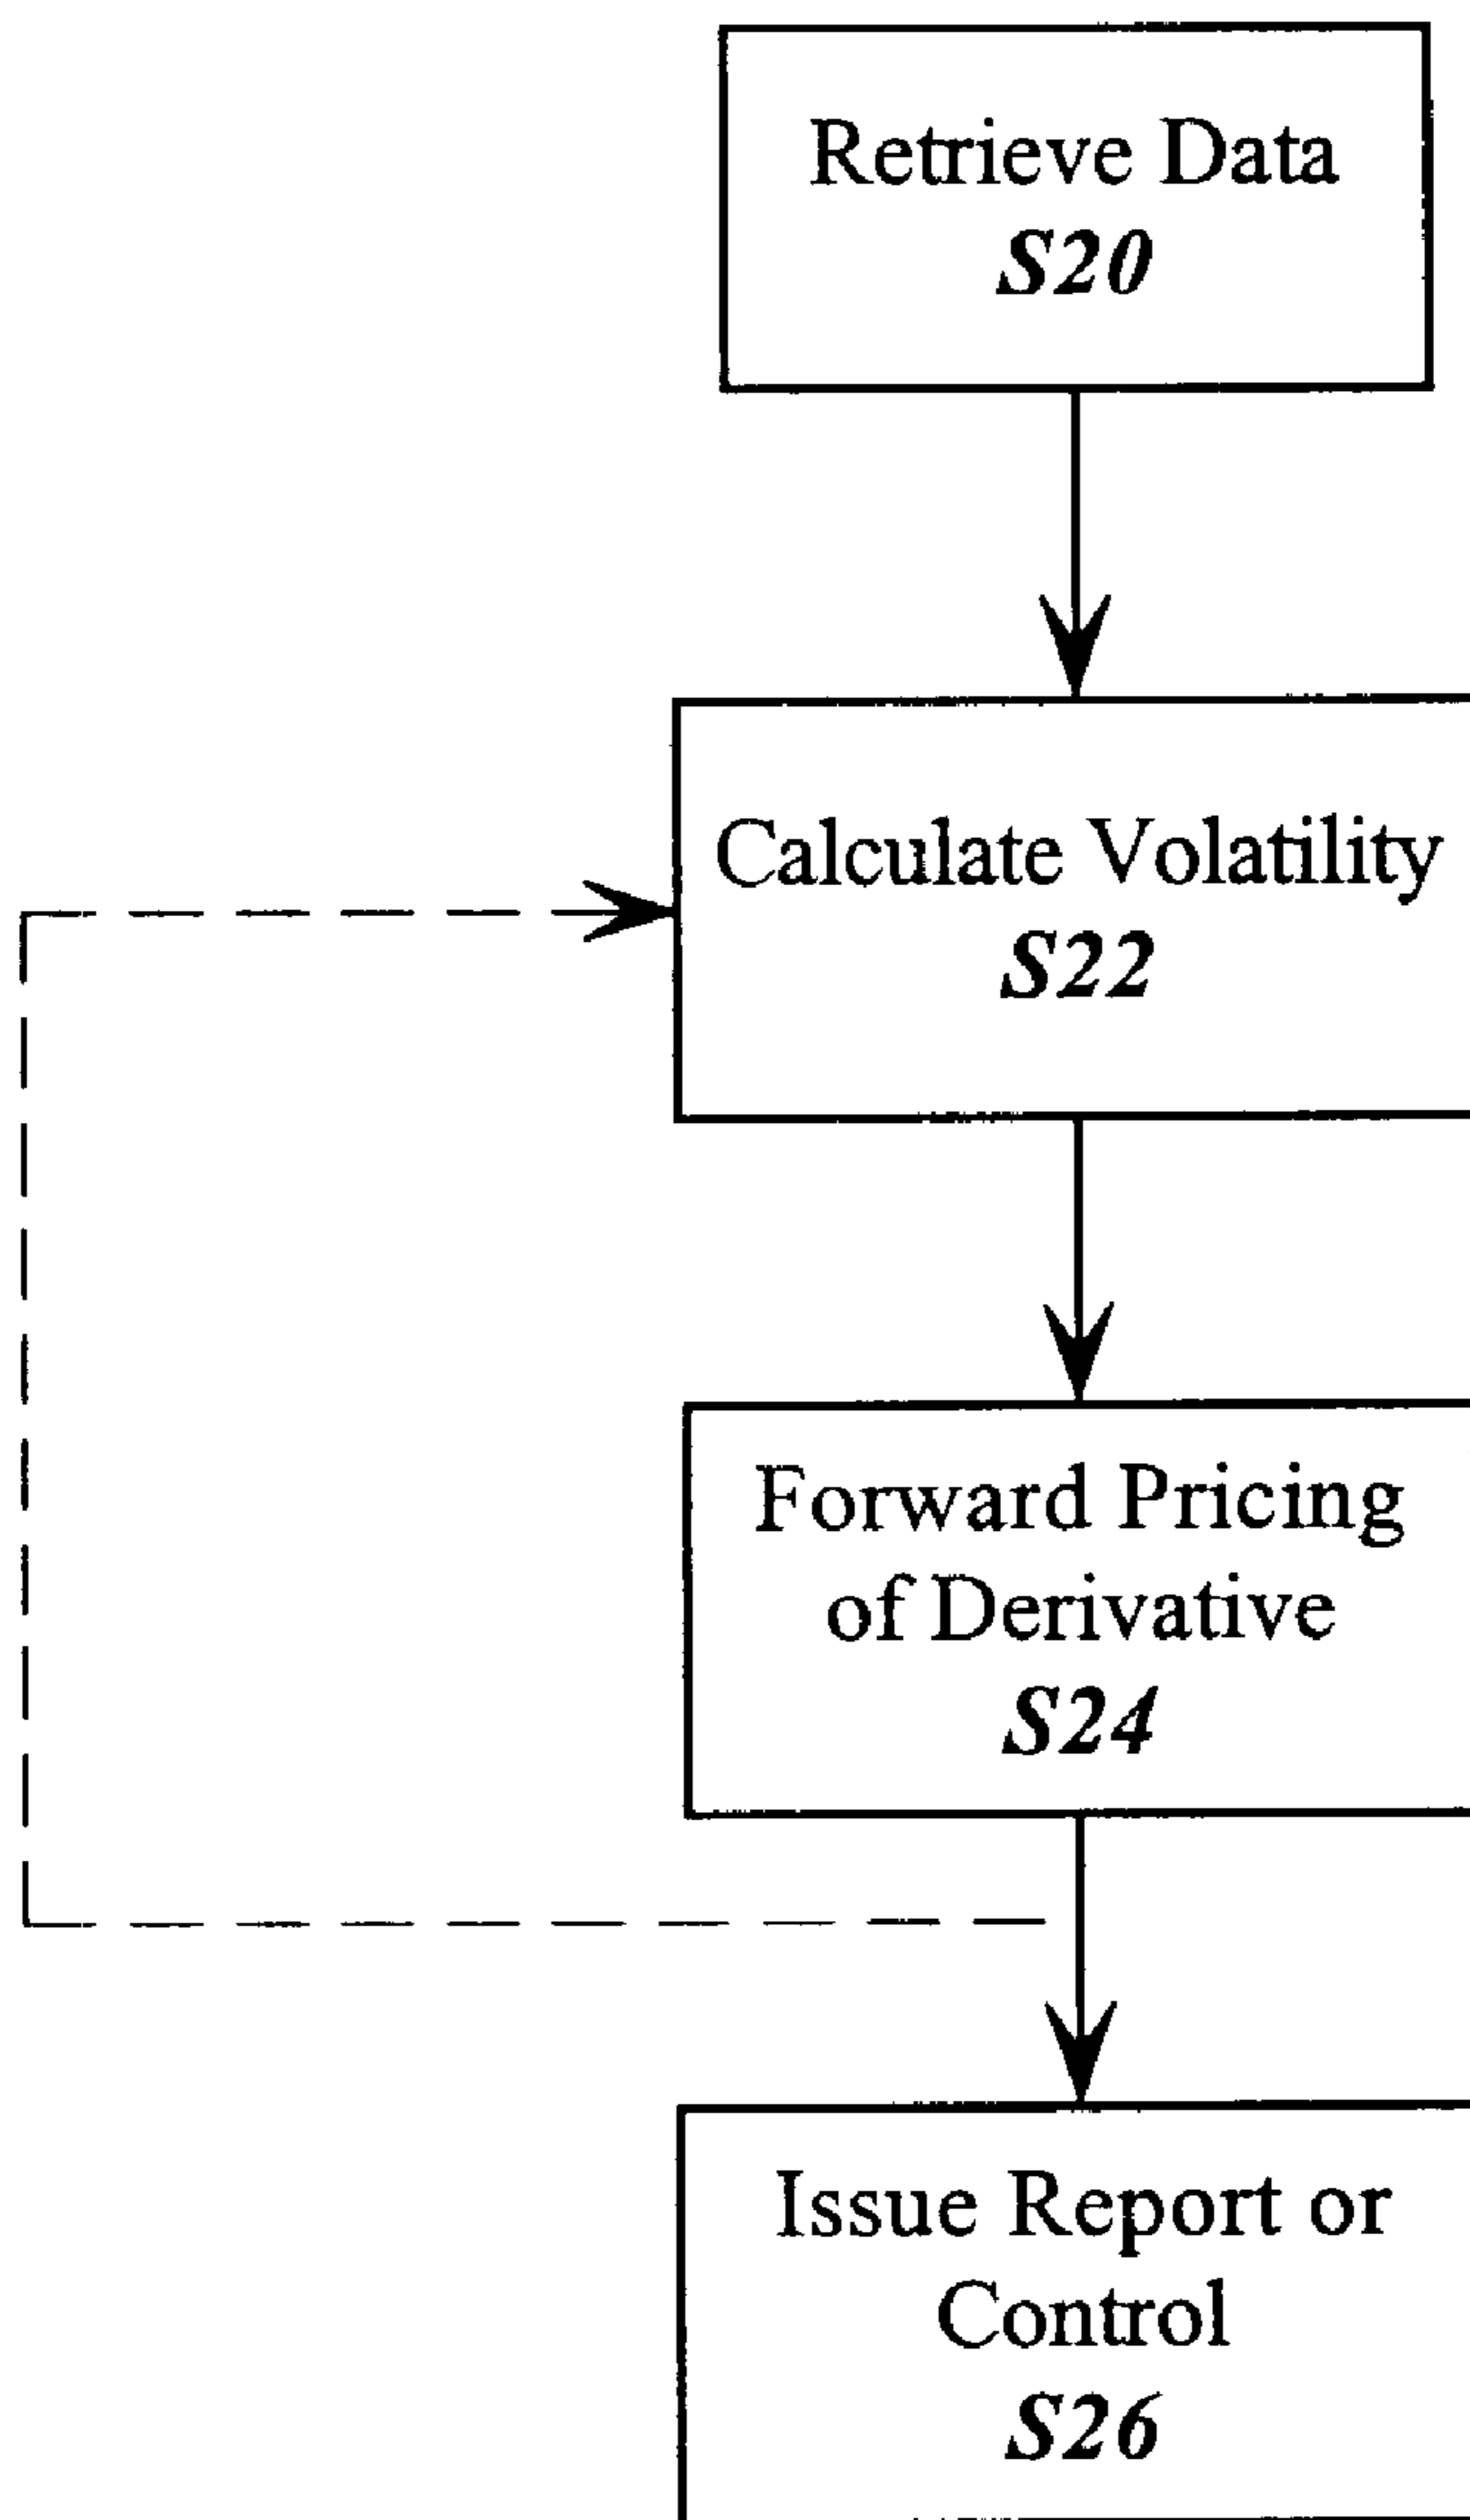 Retrieve Data
S20
Calculate Volatility
S22
Forward Pricing
of Derivative
S24
Issue Report or
Control
S26